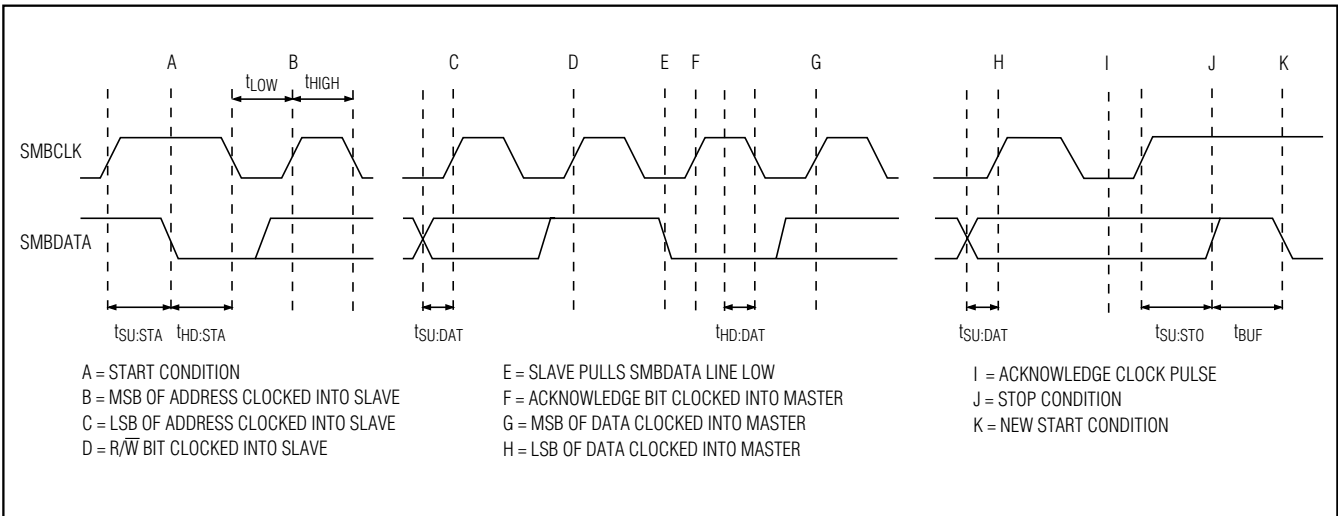 A B C D E F G H I J K
tLOW tHIGH
SMBCLK
SMBDATA
tSU:STA tHD:STA tSU:DAT tHD:DAT tSU:DAT tSU:STO tBUF
A = START CONDITION
B = MSB OF ADDRESS CLOCKED INTO SLAVE
C = LSB OF ADDRESS CLOCKED INTO SLAVE
D = R/W̅ BIT CLOCKED INTO SLAVE
E = SLAVE PULLS SMBDATA LINE LOW
F = ACKNOWLEDGE BIT CLOCKED INTO MASTER
G = MSB OF DATA CLOCKED INTO MASTER
H = LSB OF DATA CLOCKED INTO MASTER
I = ACKNOWLEDGE CLOCK PULSE
J = STOP CONDITION
K = NEW START CONDITION